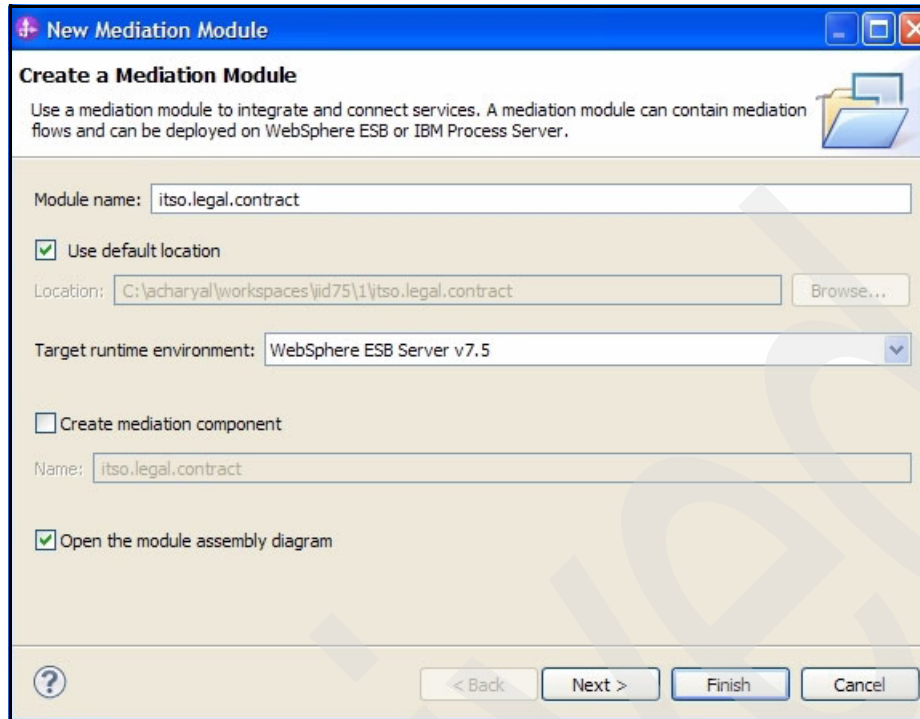 New Mediation Module
Create a Mediation Module
Use a mediation module to integrate and connect services. A mediation module can contain mediation
flows and can be deployed on WebSphere ESB or IBM Process Server.
Module name: itso.legal.contract
Use default location
Location: C:\acharyal\workspaces\iid75\1\itso.legal.contract Browse...
Target runtime environment: WebSphere ESB Server v7.5
Create mediation component
Name: itso.legal.contract
Open the module assembly diagram
? < Back Next > Finish Cancel